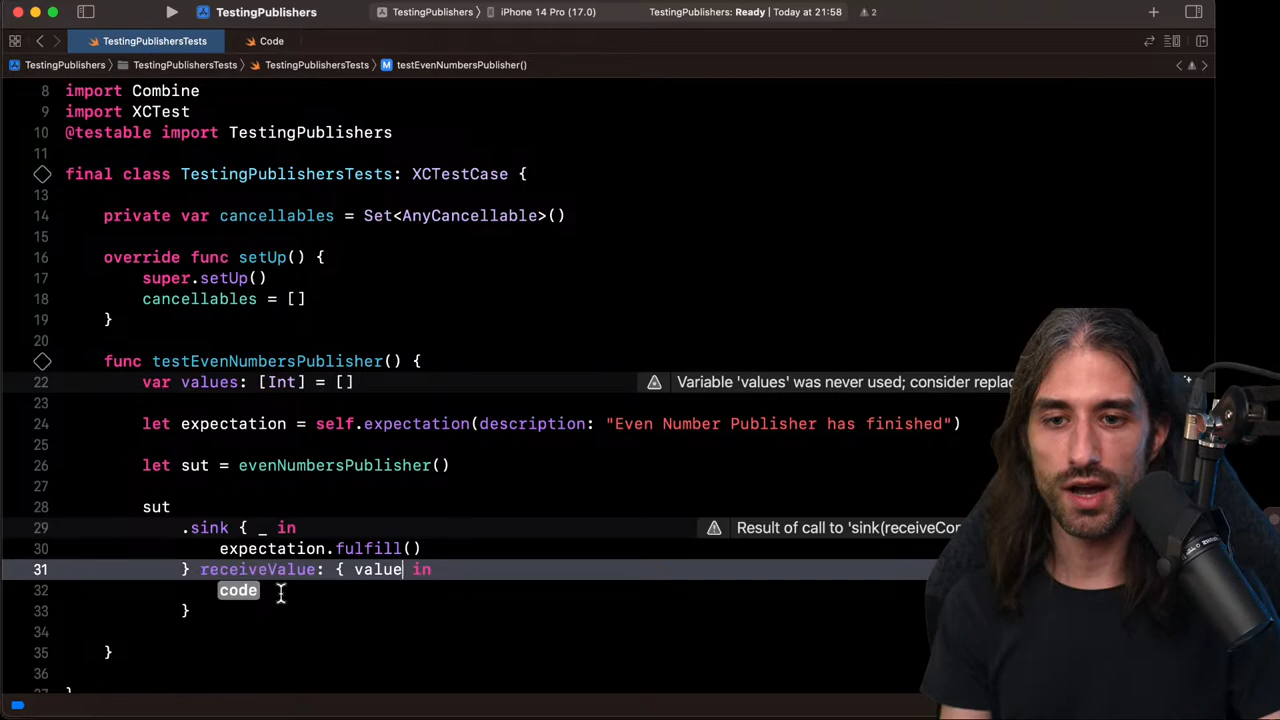 TestingPublishers
TestingPublishers
iPhone 14 Pro (17.0)
TestingPublishers: Ready | Today at 21:58
2
TestingPublishersTests
Code
TestingPublishers
TestingPublishersTests
TestingPublishersTests
M testEvenNumbersPublisher()
8 import Combine
9 import XCTest
10 @testable import TestingPublishers
11
final class TestingPublishersTests: XCTestCase {
13
14 private var cancellables = Set<AnyCancellable>()
15
16 override func setUp() {
17 super.setUp()
18 cancellables = []
19 }
20
func testEvenNumbersPublisher() {
22 var values: [Int] = [] Variable 'values' was never used; consider replac
23
24 let expectation = self.expectation(description: "Even Number Publisher has finished")
25
26 let sut = evenNumbersPublisher()
27
28 sut
29 .sink { _ in Result of call to 'sink(receiveCo
30 expectation.fulfill()
31 } receiveValue: { value in
32 code
33 }
34
35 }
36